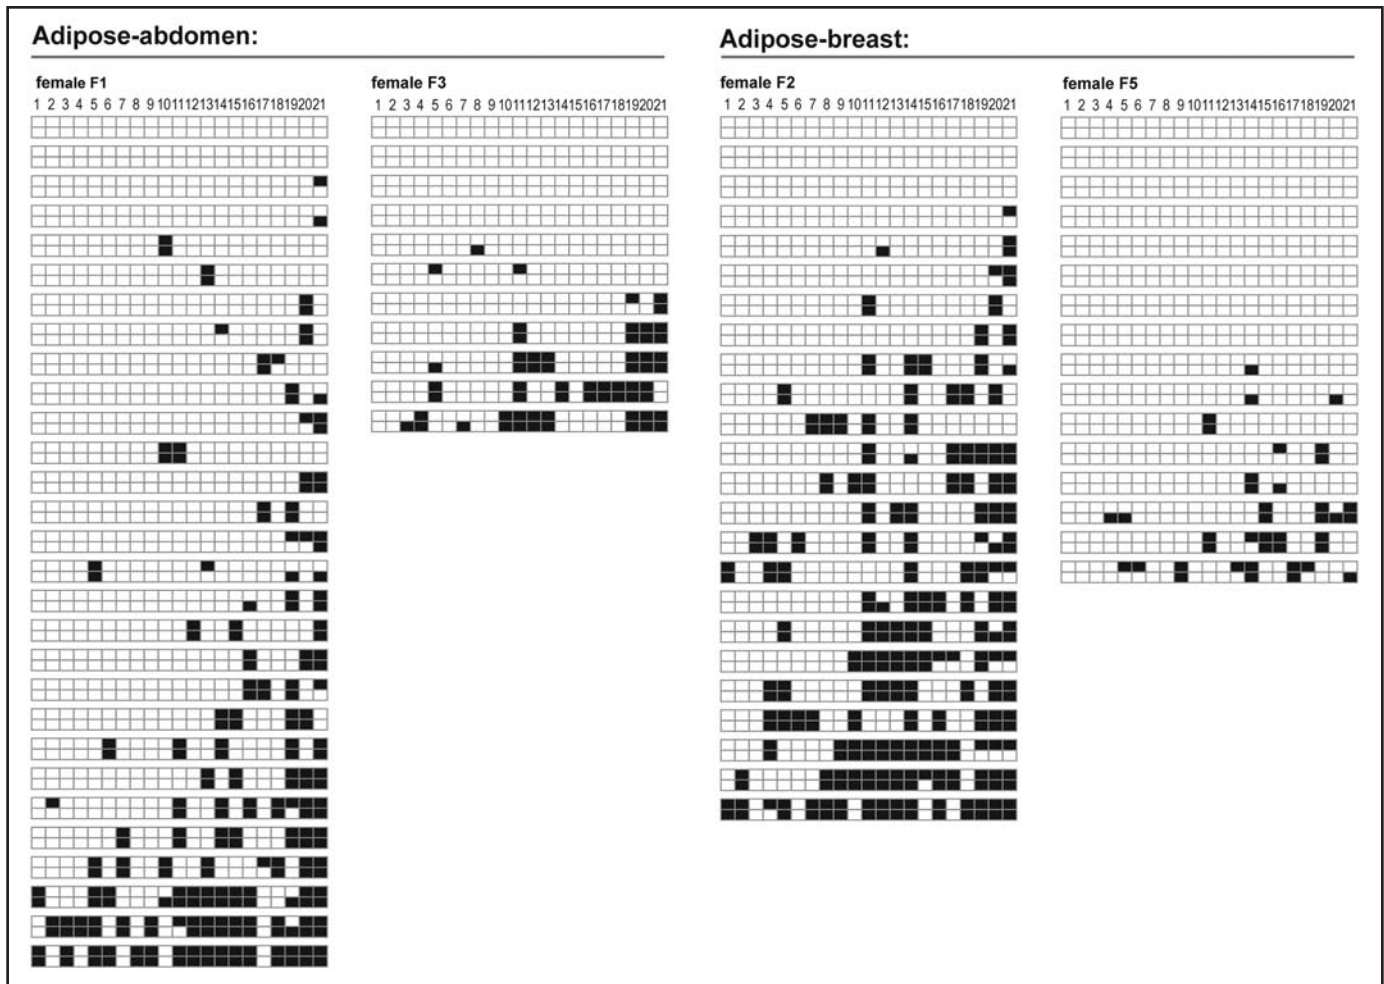 Adipose-abdomen:
Adipose-breast:
female F1
female F3
female F2
female F5
1 2 3 4 5 6 7 8 9 10 11 12 13 14 15 16 17 18 19 20 21
1 2 3 4 5 6 7 8 9 10 11 12 13 14 15 16 17 18 19 20 21
1 2 3 4 5 6 7 8 9 10 11 12 13 14 15 16 17 18 19 20 21
1 2 3 4 5 6 7 8 9 10 11 12 13 14 15 16 17 18 19 20 21